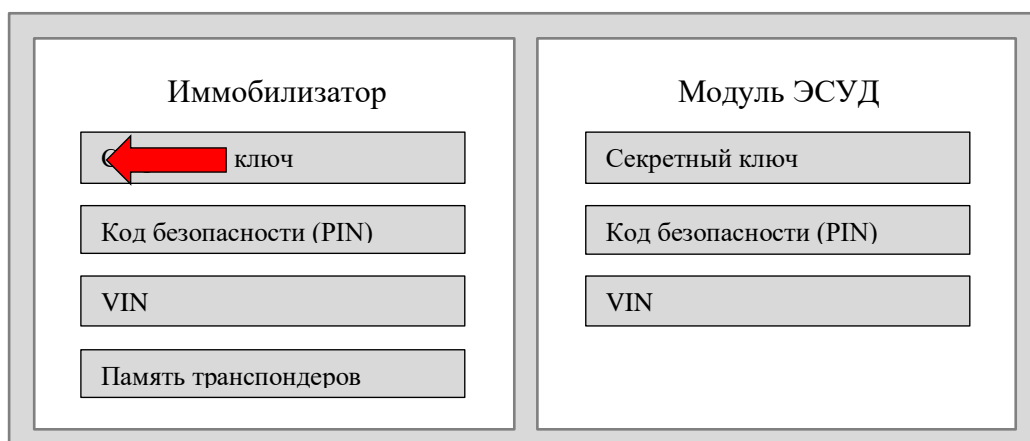 Иммобилизатор
ключ
Код безопасности (PIN)
VIN
Память транспондеров
Модуль ЭСУД
Секретный ключ
Код безопасности (PIN)
VIN